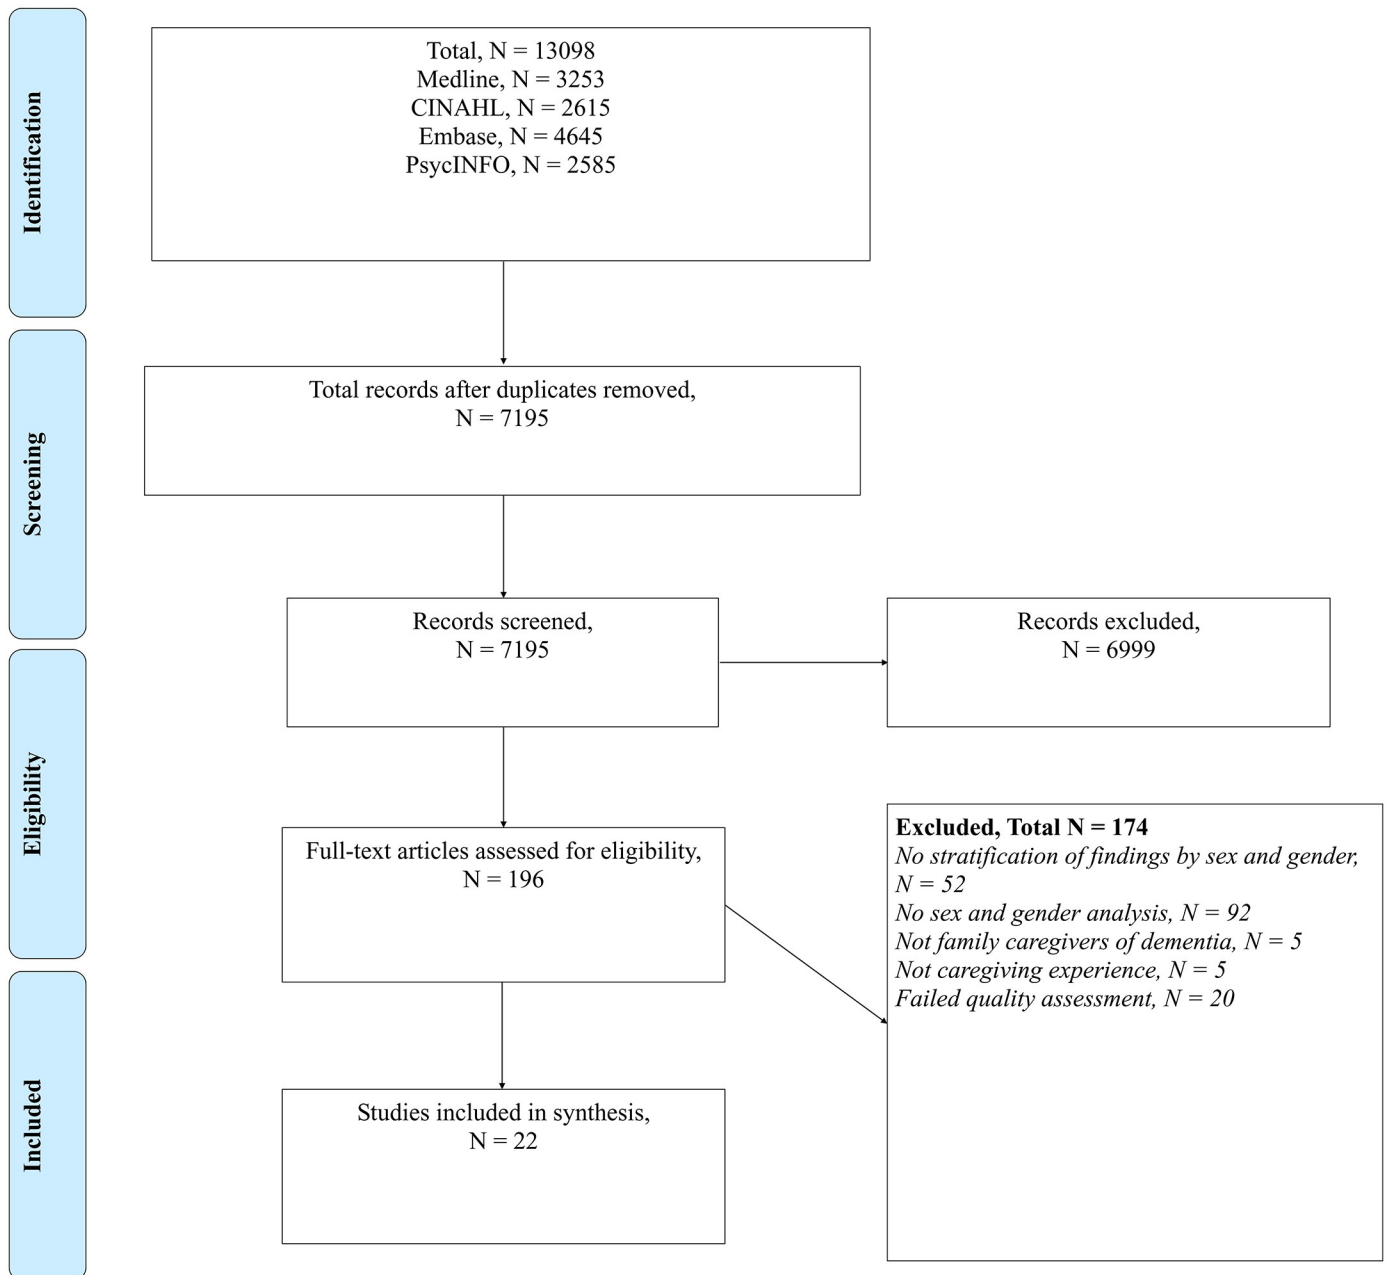 Identification
Total, N = 13098
Medline, N = 3253
CINAHL, N = 2615
Embase, N = 4645
PsycINFO, N = 2585
Screening
Total records after duplicates removed,
N = 7195
Records screened,
N = 7195
Records excluded,
N = 6999
Eligibility
Full-text articles assessed for eligibility,
N = 196
Excluded, Total N = 174
No stratification of findings by sex and gender,
N = 52
No sex and gender analysis, N = 92
Not family caregivers of dementia, N = 5
Not caregiving experience, N = 5
Failed quality assessment, N = 20
Included
Studies included in synthesis,
N = 22